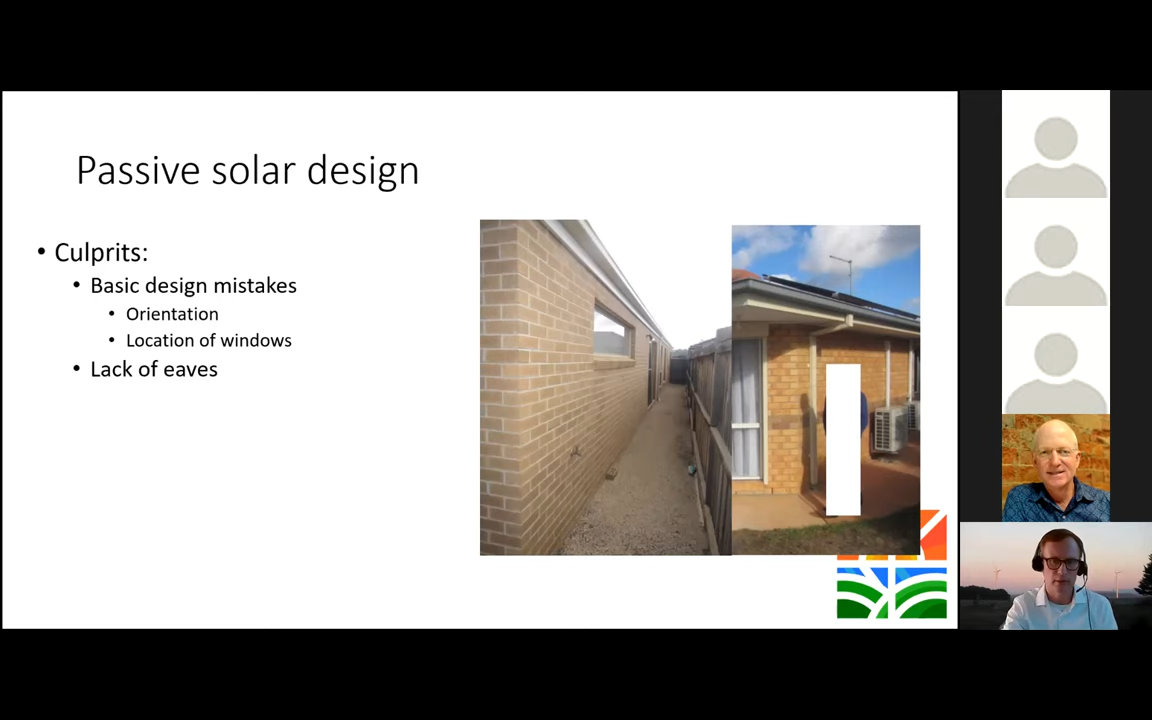 Passive solar design
• Culprits:
• Basic design mistakes
• Orientation
• Location of windows
• Lack of eaves